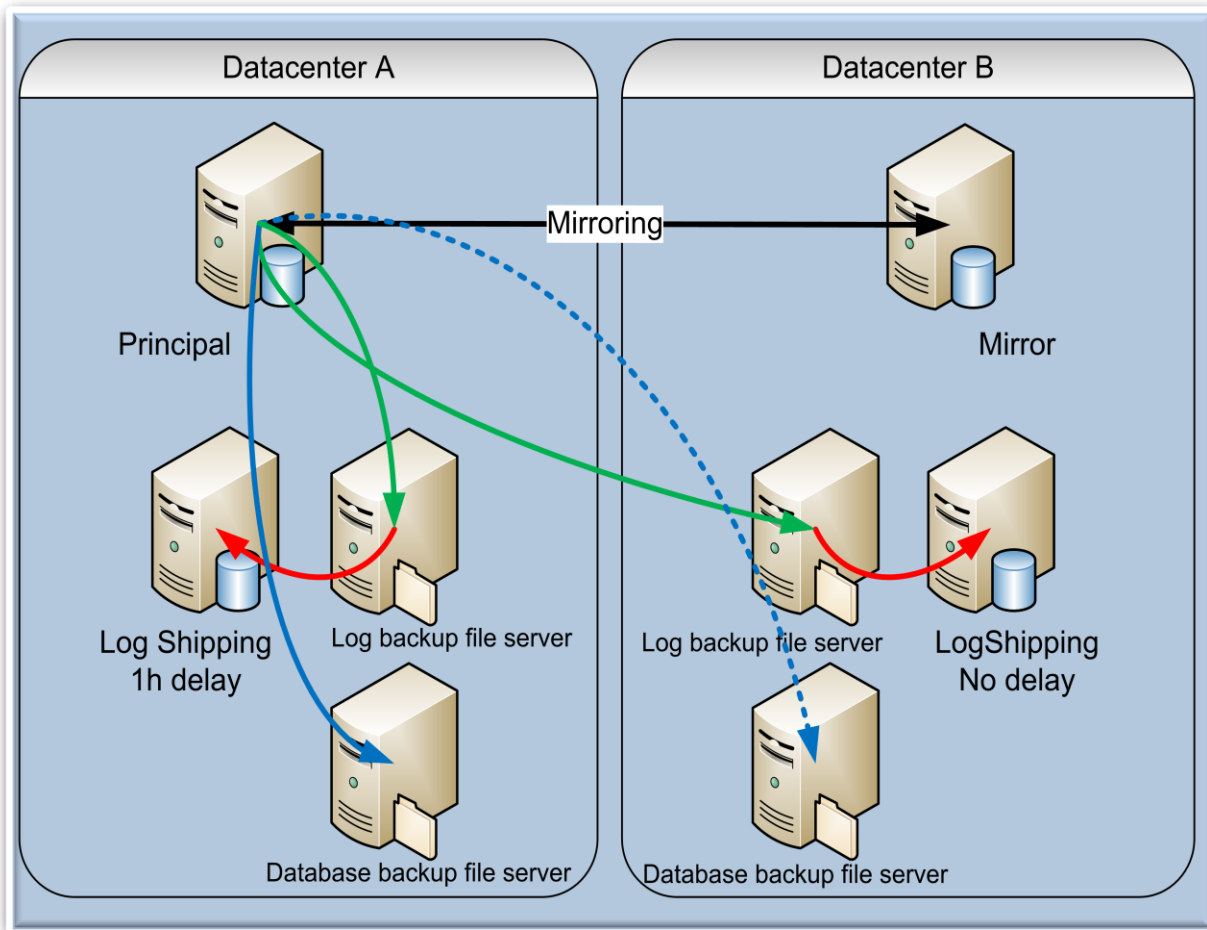 Datacenter A
Datacenter B
Mirroring
Principal
Mirror
Log Shipping
1h delay
Log backup file server
Log backup file server
LogShipping
No delay
Database backup file server
Database backup file server